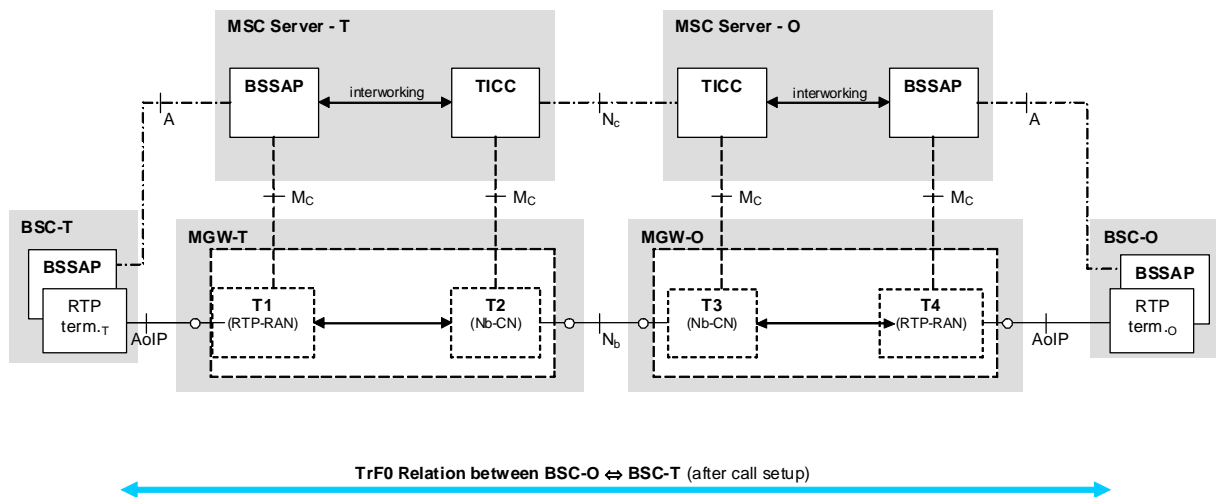 MSC Server - T
MSC Server - O
BSSAP
interworking
TICC
TICC
interworking
BSSAP
A
Nc
A
MC
MC
MC
MC
BSC-T
MGW-T
MGW-O
BSC-O
BSSAP
BSSAP
RTP
term.T
T1
(RTP-RAN)
T2
(Nb-CN)
T3
(Nb-CN)
T4
(RTP-RAN)
RTP
term.O
AoIP
Nb
AoIP
TrF0 Relation between BSC-O ⇔ BSC-T (after call setup)